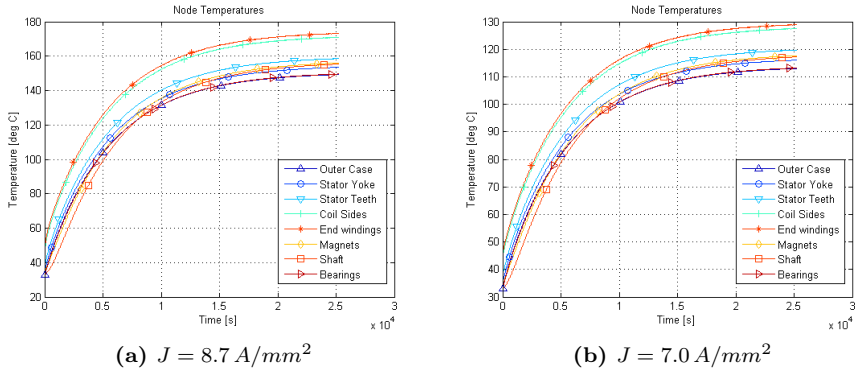 Node Temperatures
180
160
140
120
100
80
60
40
20
0
0.5
1
1.5
2
2.5
3
x 10^4
Temperature [deg C]
Time [s]
Outer Case
Stator Yoke
Stator Teeth
Coil Sides
End windings
Magnets
Shaft
Bearings
(a) J = 8.7 A/mm^2
Node Temperatures
130
120
110
100
90
80
70
60
50
40
30
0
0.5
1
1.5
2
2.5
3
x 10^4
Temperature [deg C]
Time [s]
Outer Case
Stator Yoke
Stator Teeth
Coil Sides
End windings
Magnets
Shaft
Bearings
(b) J = 7.0 A/mm^2